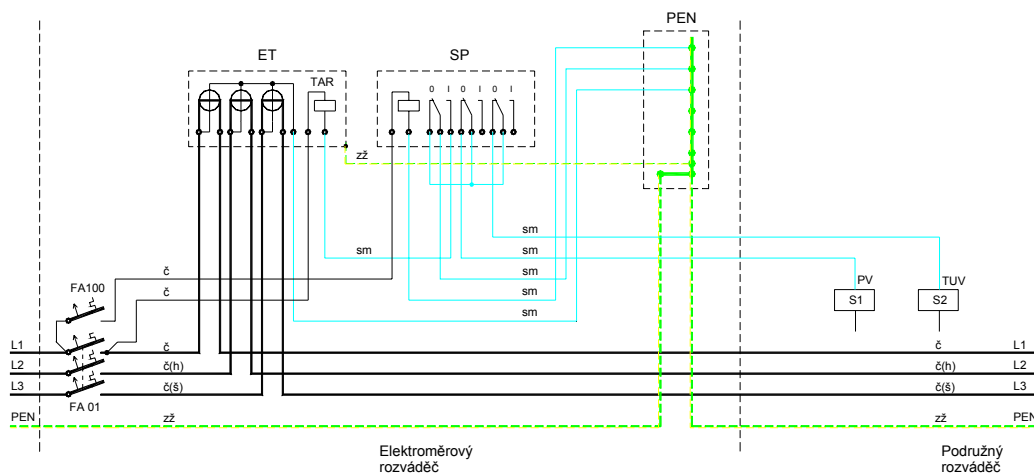 PEN
ET
SP
TAR
0 I 0 I 0 I
zž
sm
sm
sm
sm
sm
sm
č
č
FA100
PV
TUV
S1
S2
L1
č
č
L1
L2
č(h)
č(h)
L2
L3
č(š)
č(š)
L3
FA 01
PEN
zž
zž
PEN
Elektroměrový
rozváděč
Podružný
rozváděč